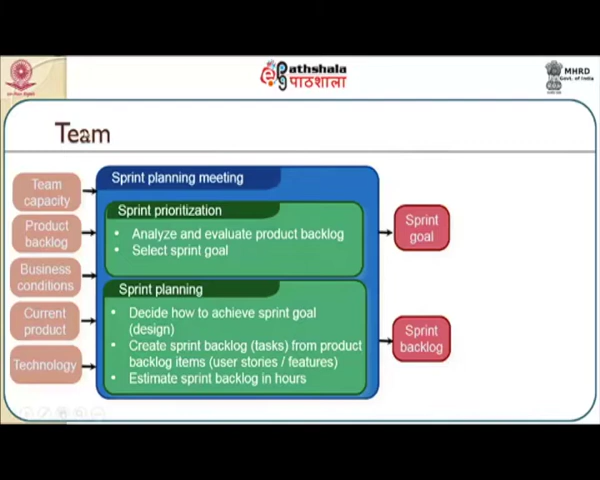 Pathshala
पाठशाला
MHRD
Govt. of India
Team
Team
capacity
Product
backlog
Business
conditions
Current
product
Technology
Sprint planning meeting
Sprint prioritization
• Analyze and evaluate product backlog
• Select sprint goal
Sprint planning
• Decide how to achieve sprint goal
(design)
• Create sprint backlog (tasks) from product
backlog items (user stories / features)
• Estimate sprint backlog in hours
Sprint
goal
Sprint
backlog